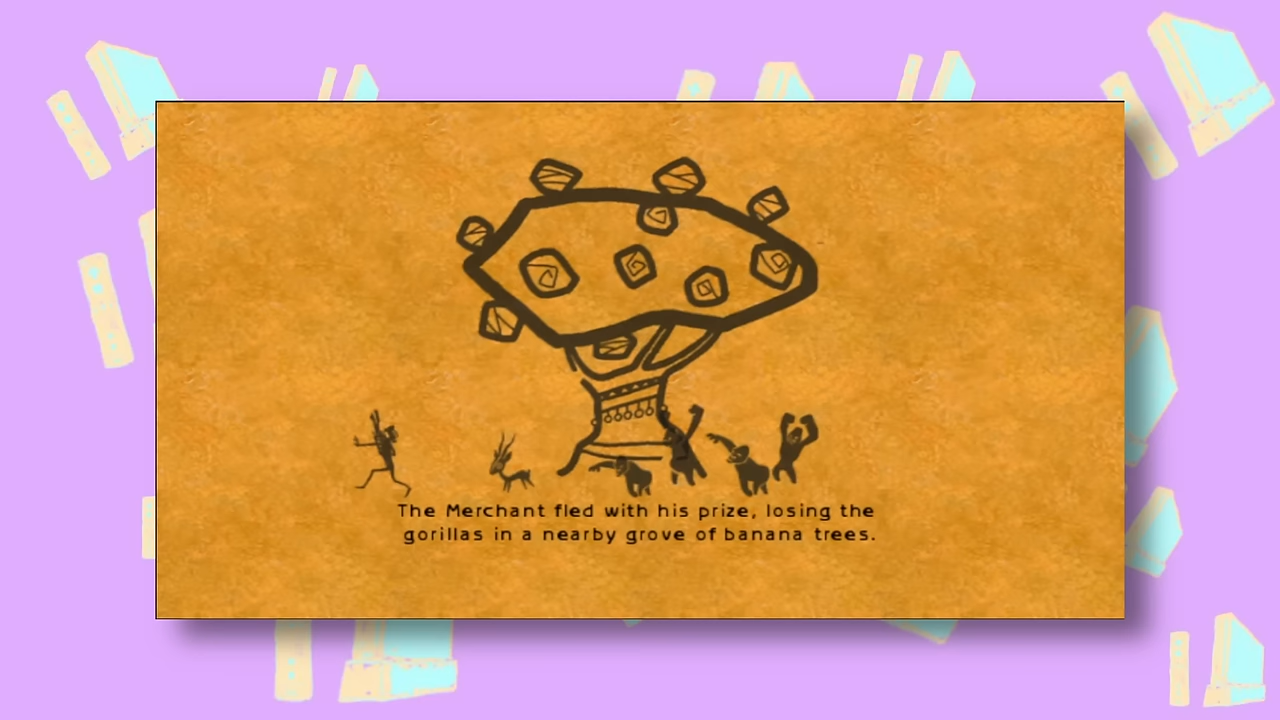 The Merchant fled with his prize, losing the
gorillas in a nearby grove of banana trees.